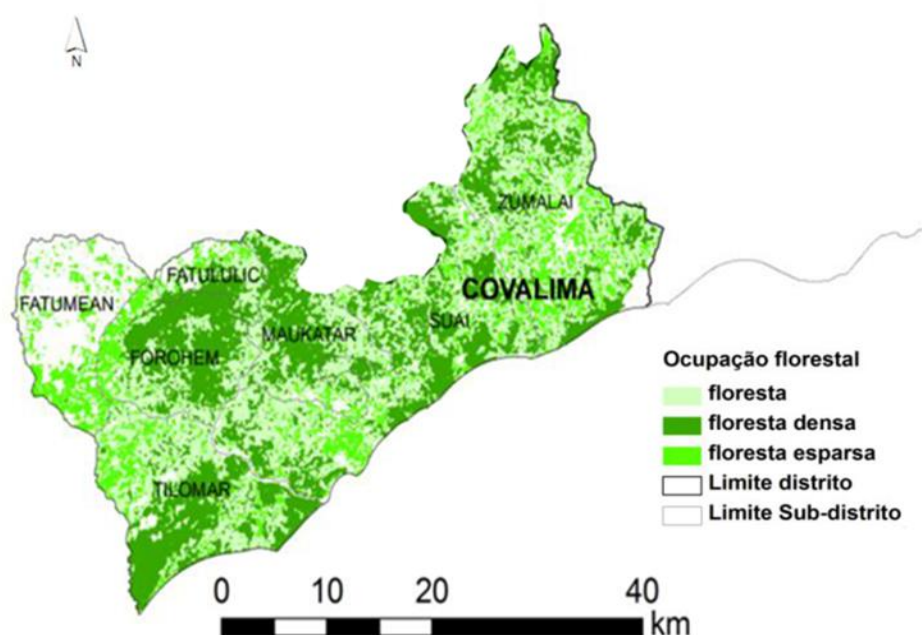 N
ZUMALAI
FATULULIC
FATUMEAN
COVALIMA
SUAI
MAUKATAR
FOROHEM
TILOMAR
Ocupação florestal
floresta
floresta densa
floresta esparsa
Limite distrito
Limite Sub-distrito
0 10 20 40
km